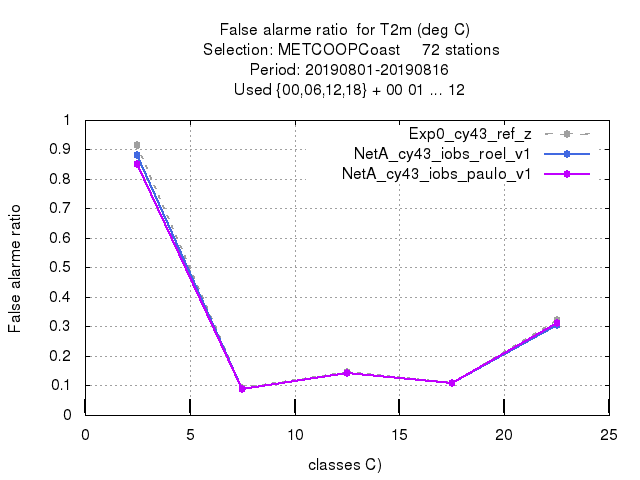 False alarme ratio  for T2m (deg C)
Selection: METCOOPCoast     72 stations
Period: 20190801-20190816
Used {00,06,12,18} + 00 01 ... 12
Exp0_cy43_ref_z
NetA_cy43_iobs_roel_v1
NetA_cy43_iobs_paulo_v1
False alarme ratio
1
0.9
0.8
0.7
0.6
0.5
0.4
0.3
0.2
0.1
0
0 5 10 15 20 25
classes C)